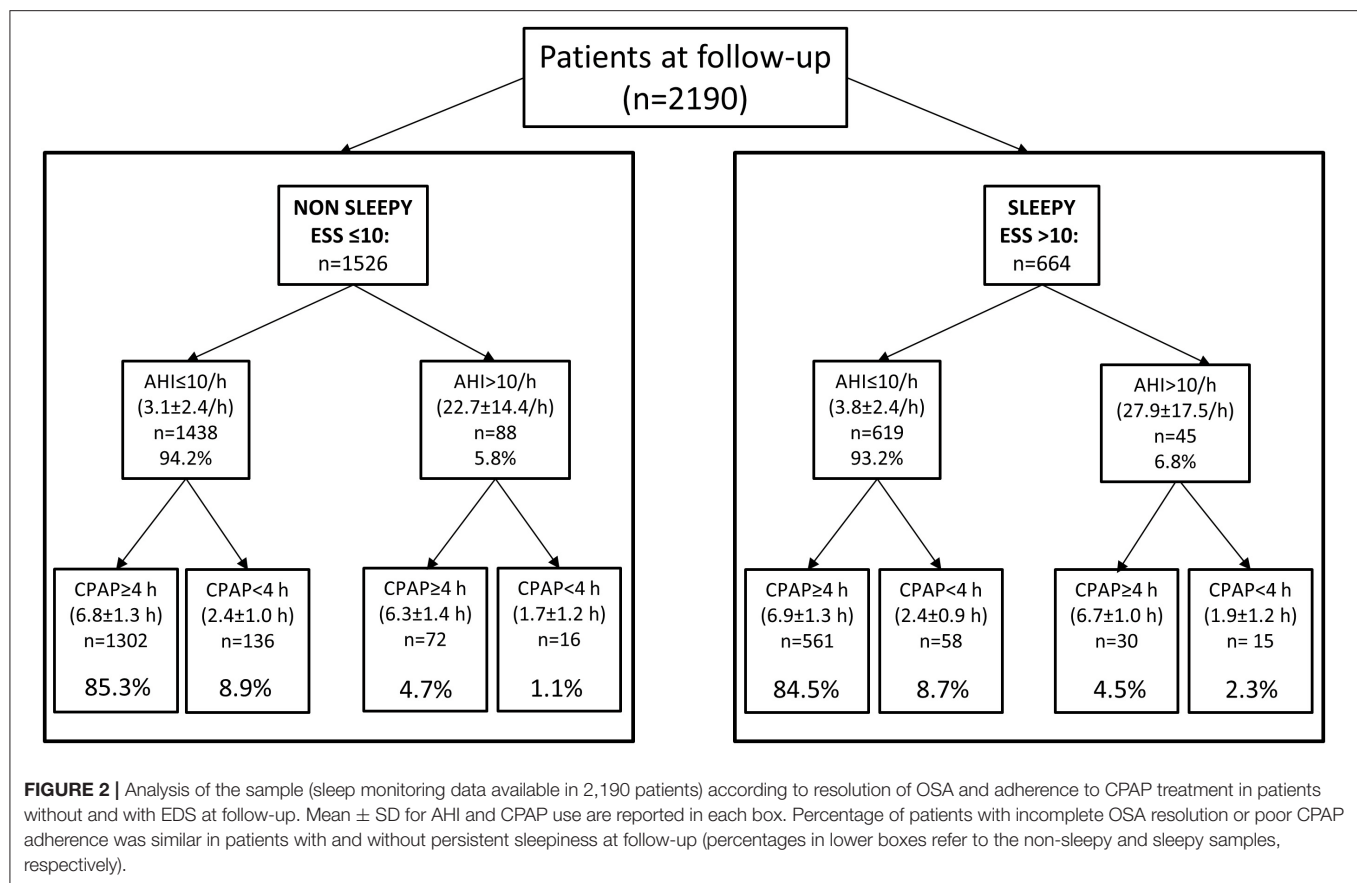 Patients at follow-up
(n=2190)
NON SLEEPY
ESS ≤10:
n=1526
AHI≤10/h
(3.1±2.4/h)
n=1438
94.2%
AHI>10/h
(22.7±14.4/h)
n=88
5.8%
CPAP≥4 h
(6.8±1.3 h)
n=1302
85.3%
CPAP<4 h
(2.4±1.0 h)
n=136
8.9%
CPAP≥4 h
(6.3±1.4 h)
n=72
4.7%
CPAP<4 h
(1.7±1.2 h)
n=16
1.1%
SLEEPY
ESS >10:
n=664
AHI≤10/h
(3.8±2.4/h)
n=619
93.2%
AHI>10/h
(27.9±17.5/h)
n=45
6.8%
CPAP≥4 h
(6.9±1.3 h)
n=561
84.5%
CPAP<4 h
(2.4±0.9 h)
n=58
8.7%
CPAP≥4 h
(6.7±1.0 h)
n=30
4.5%
CPAP<4 h
(1.9±1.2 h)
n= 15
2.3%
FIGURE 2 | Analysis of the sample (sleep monitoring data available in 2,190 patients) according to resolution of OSA and adherence to CPAP treatment in patients
without and with EDS at follow-up. Mean ± SD for AHI and CPAP use are reported in each box. Percentage of patients with incomplete OSA resolution or poor CPAP
adherence was similar in patients with and without persistent sleepiness at follow-up (percentages in lower boxes refer to the non-sleepy and sleepy samples,
respectively).